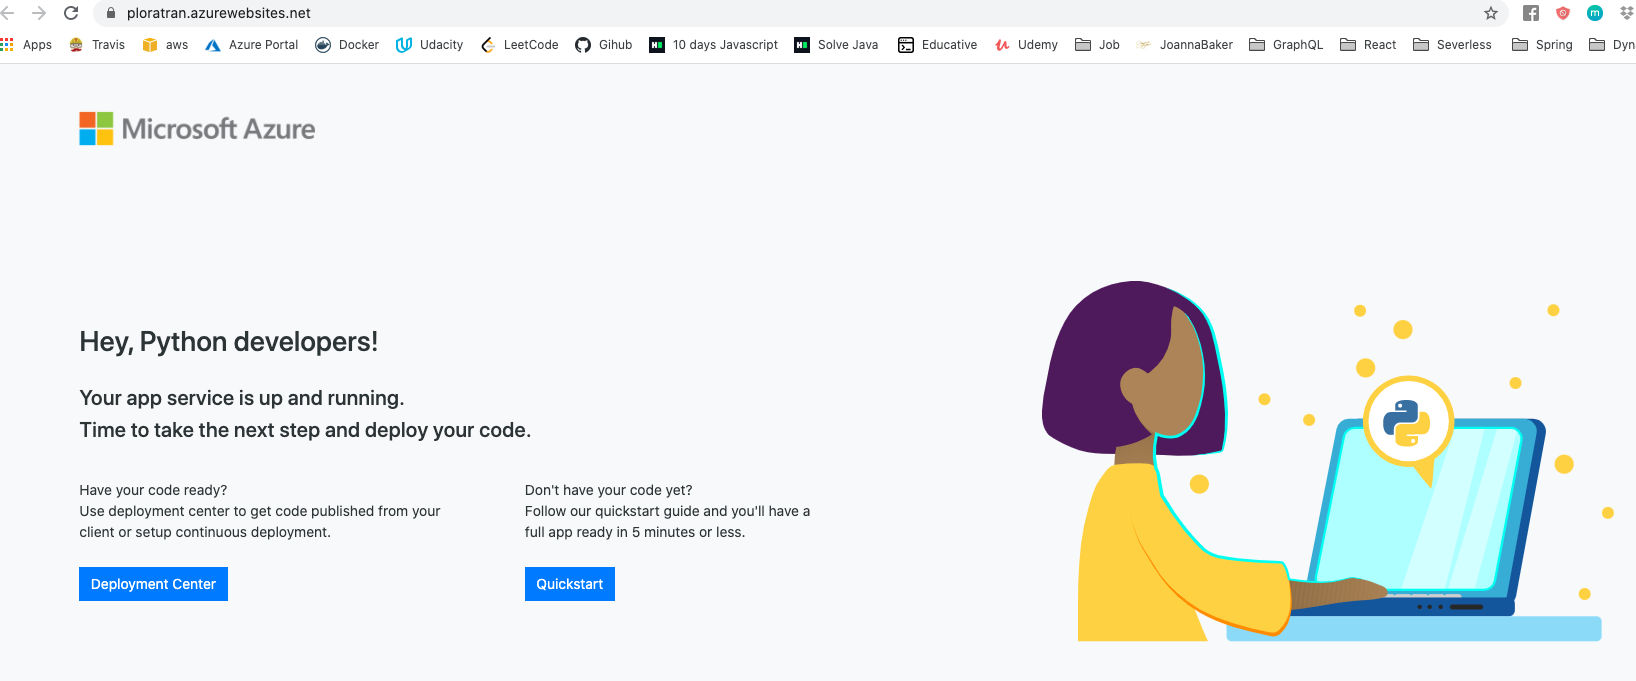 ploratran.azurewebsites.net
Apps Travis aws Azure Portal Docker Udacity LeetCode Gihub 10 days Javascript Solve Java Educative Udemy Job JoannaBaker GraphQL React Severless Spring Dyn
Microsoft Azure
Hey, Python developers!
Your app service is up and running.
Time to take the next step and deploy your code.
Have your code ready?
Use deployment center to get code published from your
client or setup continuous deployment.
Deployment Center
Don't have your code yet?
Follow our quickstart guide and you'll have a
full app ready in 5 minutes or less.
Quickstart